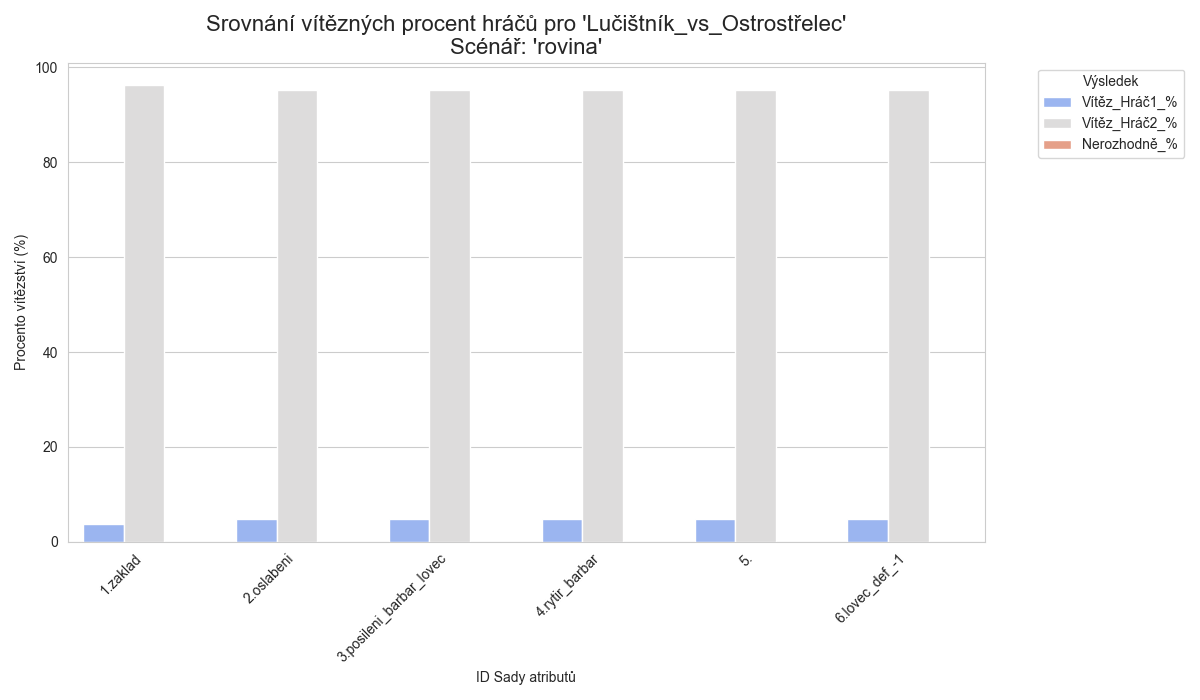 Srovnání vítězných procent hráčů pro 'Lučištník_vs_Ostrostřelec'
Scénář: 'rovina'
Výsledek
Vítěz_Hráč1_%
Vítěz_Hráč2_%
Nerozhodně_%
Procento vítězství (%)
100
80
60
40
20
0
1.zaklad
2.oslabeni
3.posileni_barbar_lovec
4.rytir_barbar
5.
6.lovec_def_-1
ID Sady atributů